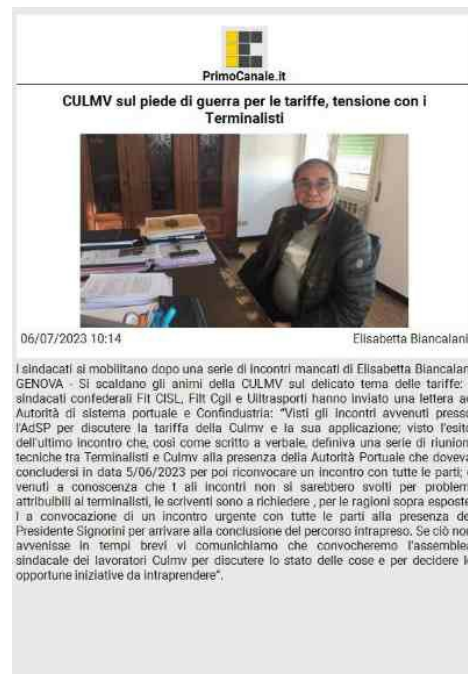 PrimoCanale.it
CULMV sul piede di guerra per le tariffe, tensione con i
Terminalisti
06/07/2023 10:14 Elisabetta Biancalani
I sindacati si mobilitano dopo una serie di incontri mancati di Elisabetta Biancalan
GENOVA - Si scaldano gli animi della CULMV sul delicato tema delle tariffe:
sindacati confederali Fit CISL, Filt Cgil e Uiltrasporti hanno inviato una lettera ad
Autorità di sistema portuale e Confindustria: "Visti gli incontri avvenuti presso
l'AdSP per discutere la tariffa della Culmv e la sua applicazione; visto l'esito
dell'ultimo incontro che, così come scritto a verbale, definiva una serie di riunion
tecniche tra Terminalisti e Culmv alla presenza della Autorità Portuale che doveva
concludersi in data 5/06/2023 per poi riconvocare un incontro con tutte le parti;
venuti a conoscenza che t ali incontri non si sarebbero svolti per problem
attribuibili ai terminalisti, le scriventi sono a richiedere , per le ragioni sopra esposte
l a convocazione di un incontro urgente con tutte le parti alla presenza de
Presidente Signorini per arrivare alla conclusione del percorso intrapreso. Se ciò non
avvenisse in tempi brevi vi comunichiamo che convocheremo l'assemblea
sindacale dei lavoratori Culmv per discutere lo stato delle cose e per decidere le
opportune iniziative da intraprendere".